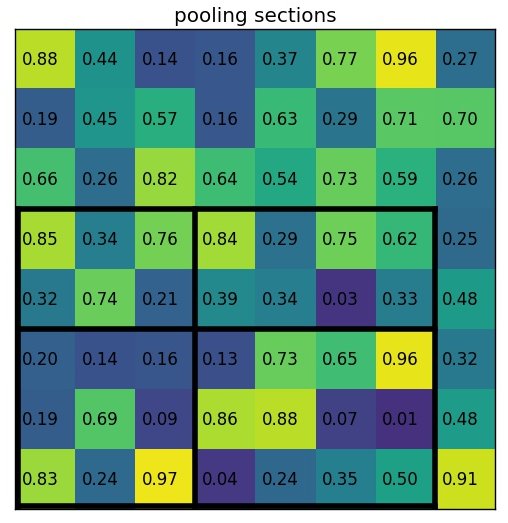 pooling sections
0.88 0.44 0.14 0.16 0.37 0.77 0.96 0.27
0.19 0.45 0.57 0.16 0.63 0.29 0.71 0.70
0.66 0.26 0.82 0.64 0.54 0.73 0.59 0.26
0.85 0.34 0.76 0.84 0.29 0.75 0.62 0.25
0.32 0.74 0.21 0.39 0.34 0.03 0.33 0.48
0.20 0.14 0.16 0.13 0.73 0.65 0.96 0.32
0.19 0.69 0.09 0.86 0.88 0.07 0.01 0.48
0.83 0.24 0.97 0.04 0.24 0.35 0.50 0.91